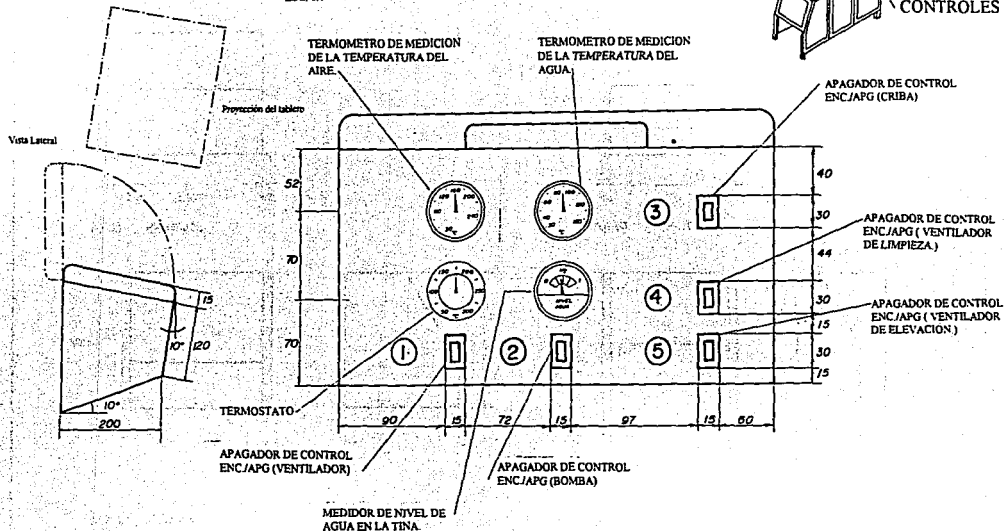 CONTROLES
TERMOMETRO DE MEDICION
DE LA TEMPERATURA DEL
AIRE.
TERMOMETRO DE MEDICION
DE LA TEMPERATURA DEL
AGUA.
APAGADOR DE CONTROL
ENC./APG (CRIBA)
Proyección del tablero
Vista Lateral
52
70
70
40
30
44
30
15
30
15
3
APAGADOR DE CONTROL
ENC./APG ( VENTILADOR
DE LIMPIEZA.)
4
APAGADOR DE CONTROL
ENC./APG ( VENTILADOR
DE ELEVACION.)
NIVEL
AGUA
1
2
5
15
10°
120
10°
200
90
15
72
15
97
15
60
TERMOSTATO
APAGADOR DE CONTROL
ENC./APG (VENTILADOR)
APAGADOR DE CONTROL
ENC./APG (BOMBA)
MEDIDOR DE NIVEL DE
AGUA EN LA TINA.